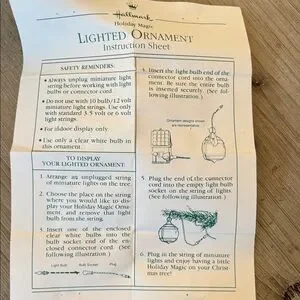 Hallmark
Holiday Magic
LIGHTED ORNAMENT
Instruction Sheet
SAFETY REMINDERS:
• Always unplug miniature light
string before working with light
bulbs or connector cord.
• Do not use with 10 bulb/12 volt
miniature light strings. Use only
with standard 3.5 volt or 6 volt
light strings.
• For indoor display only.
• Use only a clear white bulb in
this ornament.
TO DISPLAY
YOUR LIGHTED ORNAMENT:
1. Arrange an unplugged string
of miniature lights on the tree.
2. Choose the place on the string
where you would like to dis-
play your Holiday Magic Orna-
ment, and remove that light
bulb from the string.
3. Insert one of the enclosed
clear white bulbs into the
bulb socket end of the en-
closed connector cord. (See
following illustration.)
Light Bulb
Bulb Socket
Plug
4. Insert the light bulb end of the
connector cord into the orna-
ment. Be sure the entire bulb
is inserted securely. (See fol-
lowing illustration.)
Ornament designs shown
are representative.
5. Plug the end of the connector
cord into the empty light bulb
socket on the string of lights.
(See following illustration.)
6. Plug in the string of miniature
lights and enjoy having a little
Holiday Magic on your Christ-
mas tree!